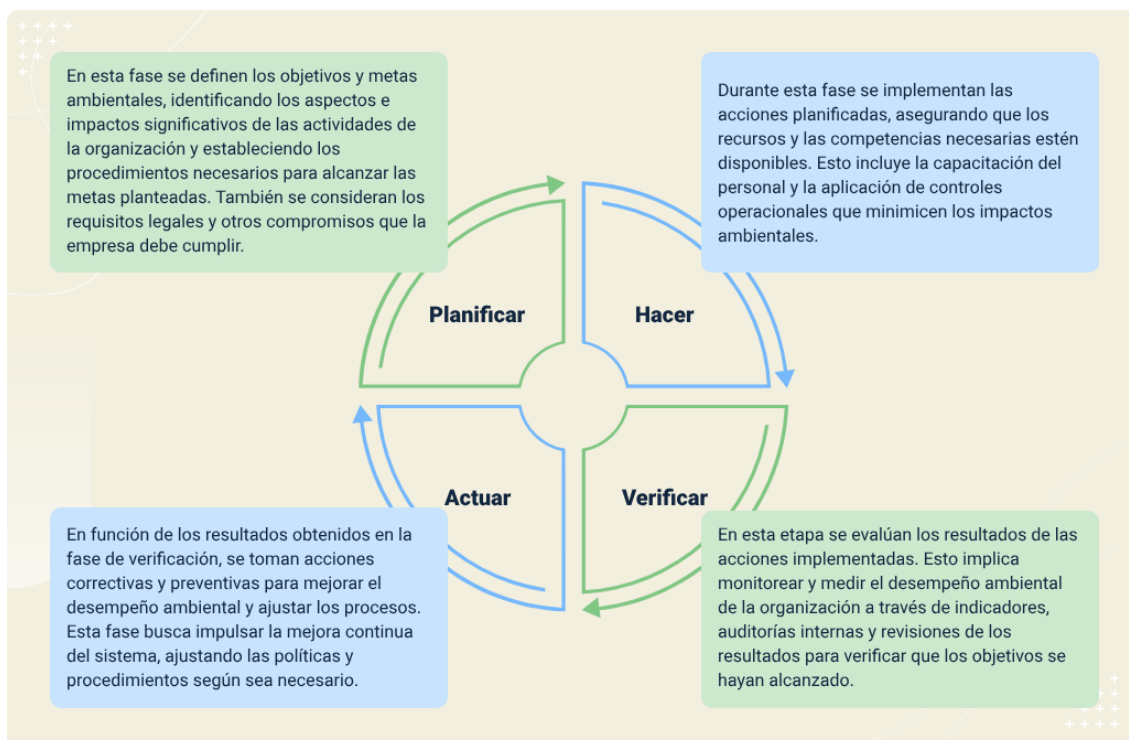 En esta fase se definen los objetivos y metas
ambientales, identificando los aspectos e
impactos significativos de las actividades de
la organización y estableciendo los
procedimientos necesarios para alcanzar las
metas planteadas. También se consideran los
requisitos legales y otros compromisos que la
empresa debe cumplir.
Durante esta fase se implementan las
acciones planificadas, asegurando que los
recursos y las competencias necesarias estén
disponibles. Esto incluye la capacitación del
personal y la aplicación de controles
operacionales que minimicen los impactos
ambientales.
Planificar
Hacer
Actuar
Verificar
En función de los resultados obtenidos en la
fase de verificación, se toman acciones
correctivas y preventivas para mejorar el
desempeño ambiental y ajustar los procesos.
Esta fase busca impulsar la mejora continua
del sistema, ajustando las políticas y
procedimientos según sea necesario.
En esta etapa se evalúan los resultados de las
acciones implementadas. Esto implica
monitorear y medir el desempeño ambiental
de la organización a través de indicadores,
auditorías internas y revisiones de los
resultados para verificar que los objetivos se
hayan alcanzado.